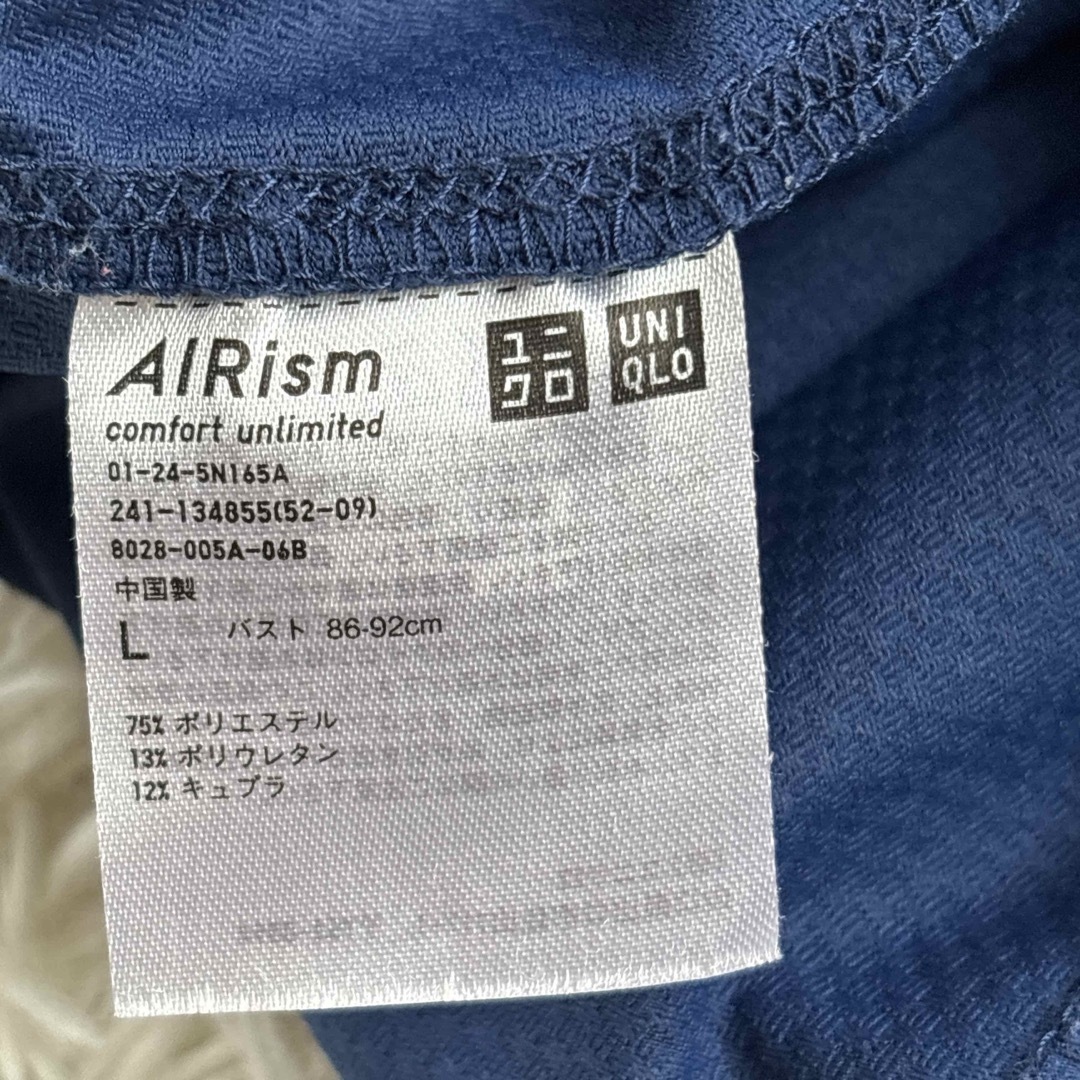 AIRism
comfort unlimited
ユニクロ
UNIQLO
01-24-5N165A
241-134855(52-09)
8028-005A-06B
中国製
L バスト 86-92cm
75% ポリエステル
13% ポリウレタン
12% キュプラ